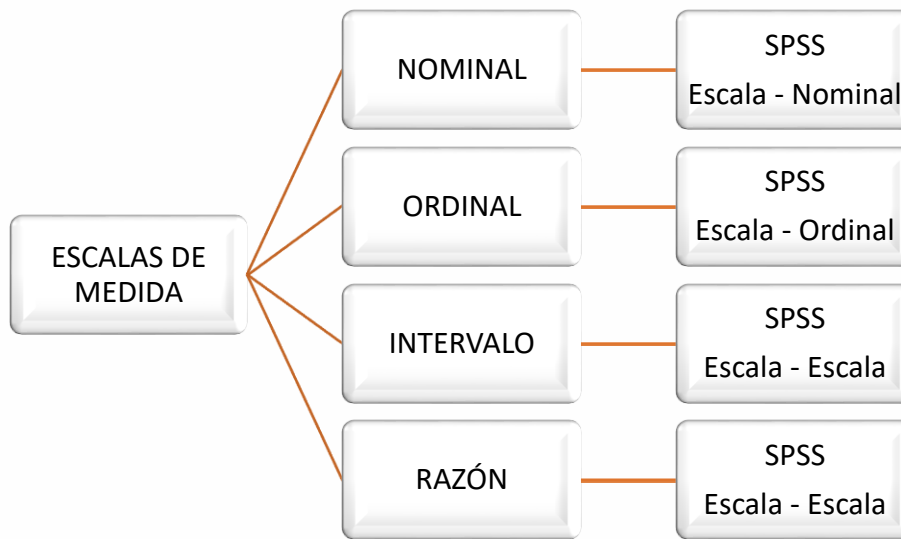 ESCALAS DE
MEDIDA
NOMINAL
SPSS
Escala - Nominal
ORDINAL
SPSS
Escala - Ordinal
INTERVALO
SPSS
Escala - Escala
RAZÓN
SPSS
Escala - Escala